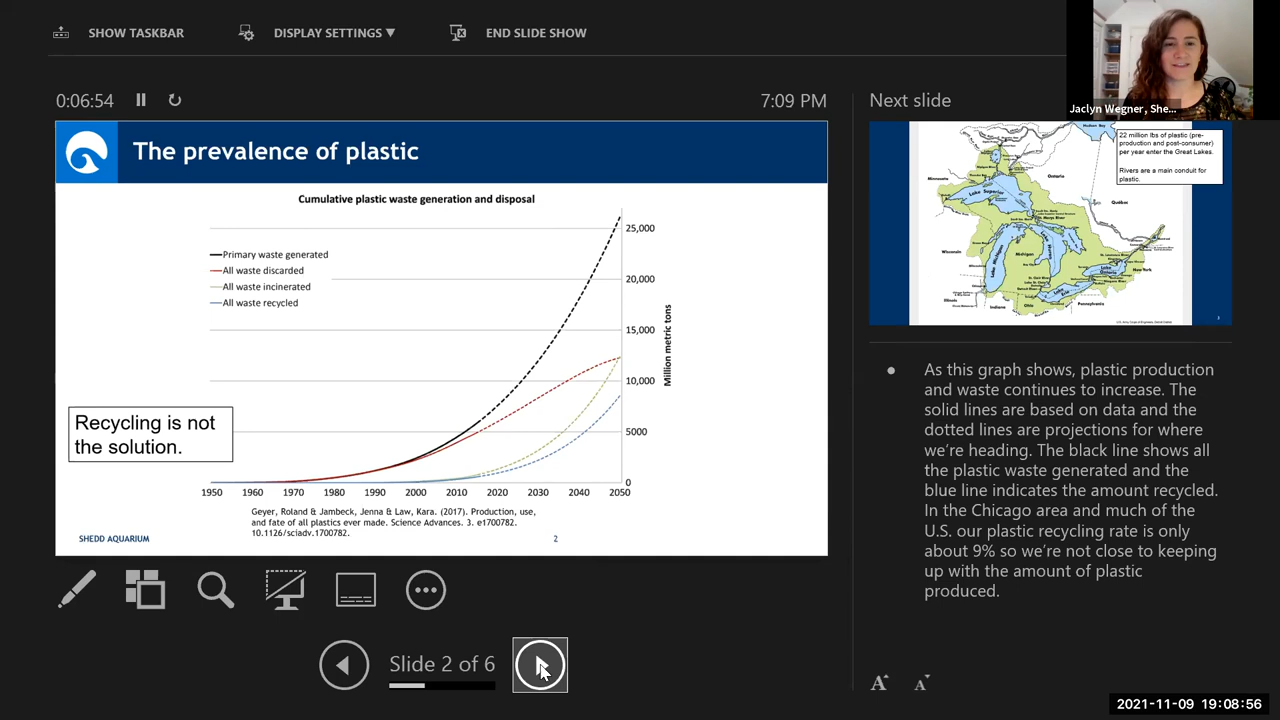 SHOW TASKBAR
DISPLAY SETTINGS ▼
END SLIDE SHOW
Jaclyn Wegner, She...
0:06:54
7:09 PM
The prevalence of plastic
Cumulative plastic waste generation and disposal
Primary waste generated
All waste discarded
All waste incinerated
All waste recycled
25,000
20,000
15,000
10,000
5000
0
Million metric tons
1950 1960 1970 1980 1990 2000 2010 2020 2030 2040 2050
Recycling is not
the solution.
Geyer, Roland & Jambeck, Jenna & Law, Kara. (2017). Production, use,
and fate of all plastics ever made. Science Advances. 3. e1700782.
10.1126/sciadv.1700782.
SHEDD AQUARIUM
2
Slide 2 of 6
Next slide
22 million lbs of plastic (pre-
production and post-consumer)
per year enter the Great Lakes.
Rivers are a main conduit for
plastic.
Hudson Bay
Minnesota
Ontario
Québec
Lake Superior
Wisconsin
Michigan
Lake Michigan
Lake
Ontario
New York
Illinois
Indiana
Ohio
Pennsylvania
3
As this graph shows, plastic production
and waste continues to increase. The
solid lines are based on data and the
dotted lines are projections for where
we're heading. The black line shows all
the plastic waste generated and the
blue line indicates the amount recycled.
In the Chicago area and much of the
U.S. our plastic recycling rate is only
about 9% so we're not close to keeping
up with the amount of plastic
produced.
A A
2021-11-09 19:08:56